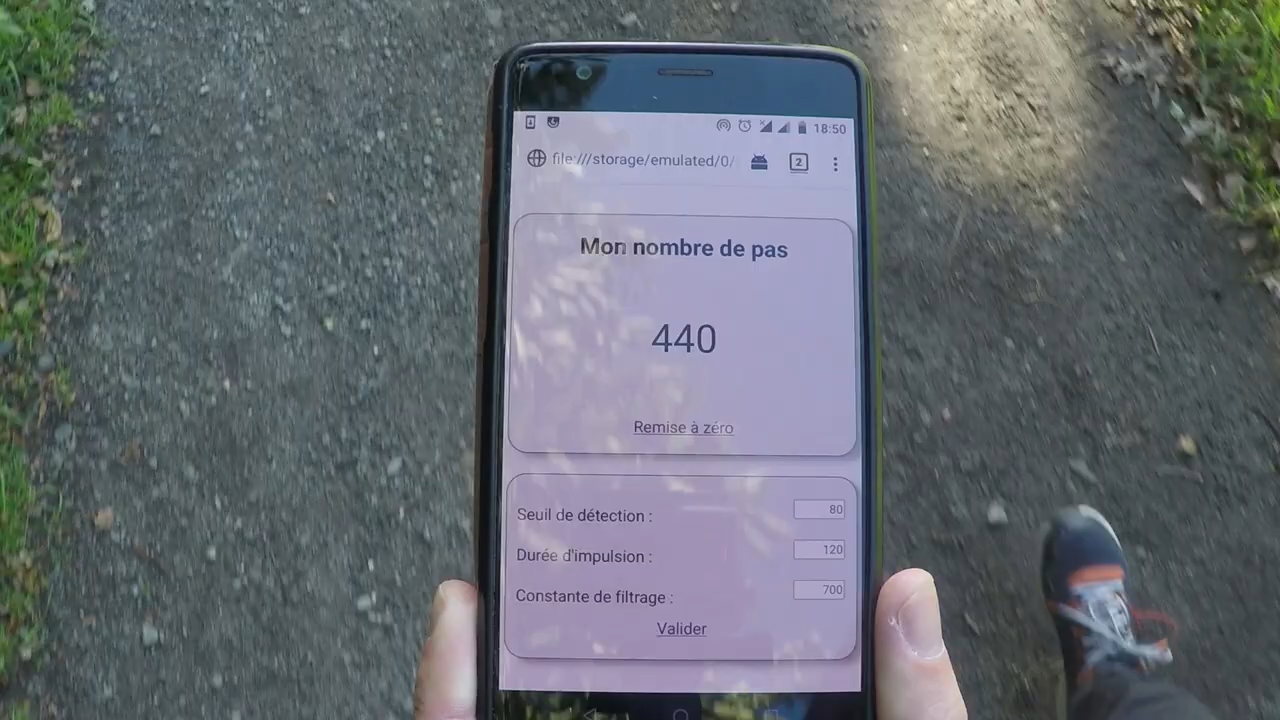 18:50
file:///storage/emulated/0/
2
Mon nombre de pas
440
Remise à zéro
Seuil de détection : 80
Durée d'impulsion : 120
Constante de filtrage : 700
Valider